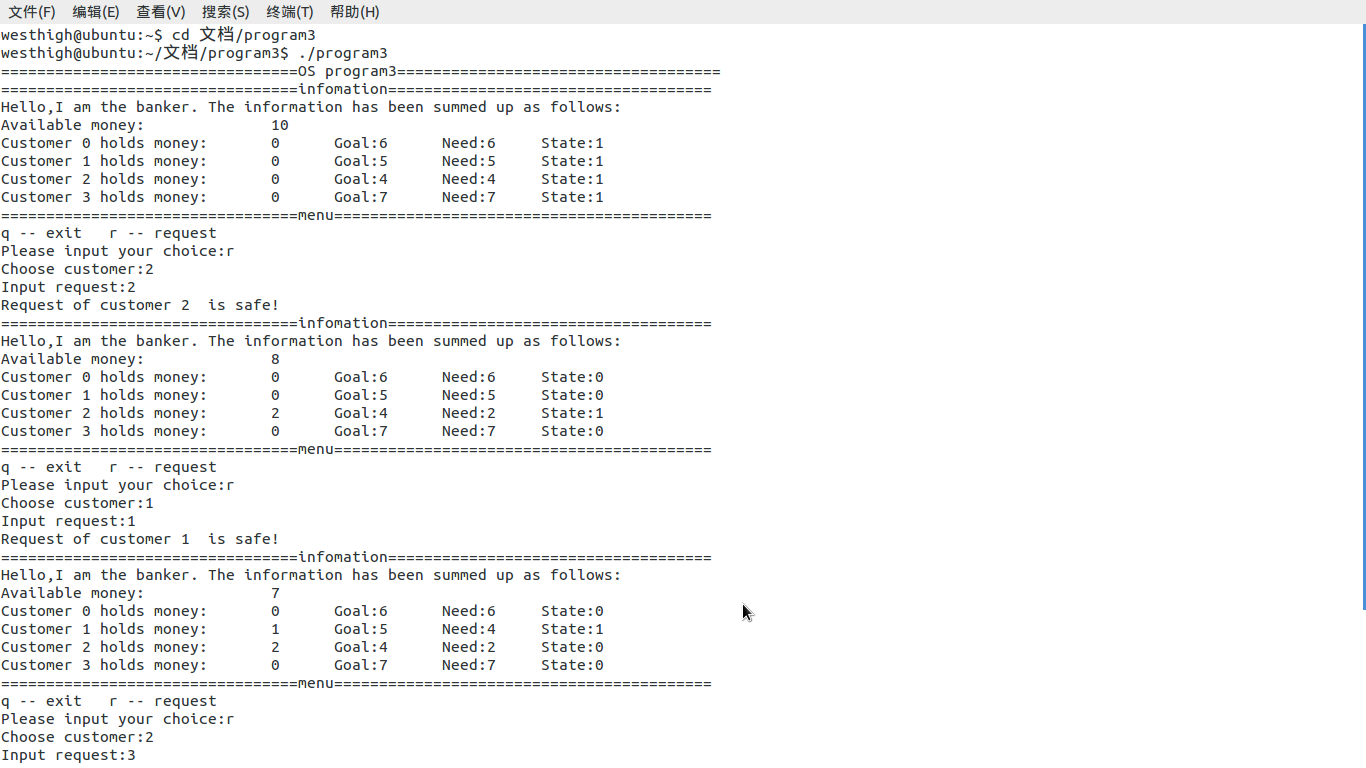 文件(F) 编辑(E) 查看(V) 搜索(S) 终端(T) 帮助(H)
westhigh@ubuntu:~$ cd 文档/program3
westhigh@ubuntu:~/文档/program3$ ./program3
=================================OS program3====================================
=================================infomation====================================
Hello,I am the banker. The information has been summed up as follows:
Available money:              10
Customer 0 holds money:       0      Goal:6      Need:6     State:1
Customer 1 holds money:       0      Goal:5      Need:5     State:1
Customer 2 holds money:       0      Goal:4      Need:4     State:1
Customer 3 holds money:       0      Goal:7      Need:7     State:1
=================================menu==========================================
q -- exit   r -- request
Please input your choice:r
Choose customer:2
Input request:2
Request of customer 2  is safe!
=================================infomation====================================
Hello,I am the banker. The information has been summed up as follows:
Available money:              8
Customer 0 holds money:       0      Goal:6      Need:6     State:0
Customer 1 holds money:       0      Goal:5      Need:5     State:0
Customer 2 holds money:       2      Goal:4      Need:2     State:1
Customer 3 holds money:       0      Goal:7      Need:7     State:0
=================================menu==========================================
q -- exit   r -- request
Please input your choice:r
Choose customer:1
Input request:1
Request of customer 1  is safe!
=================================infomation====================================
Hello,I am the banker. The information has been summed up as follows:
Available money:              7
Customer 0 holds money:       0      Goal:6      Need:6     State:0
Customer 1 holds money:       1      Goal:5      Need:4     State:1
Customer 2 holds money:       2      Goal:4      Need:2     State:0
Customer 3 holds money:       0      Goal:7      Need:7     State:0
=================================menu==========================================
q -- exit   r -- request
Please input your choice:r
Choose customer:2
Input request:3